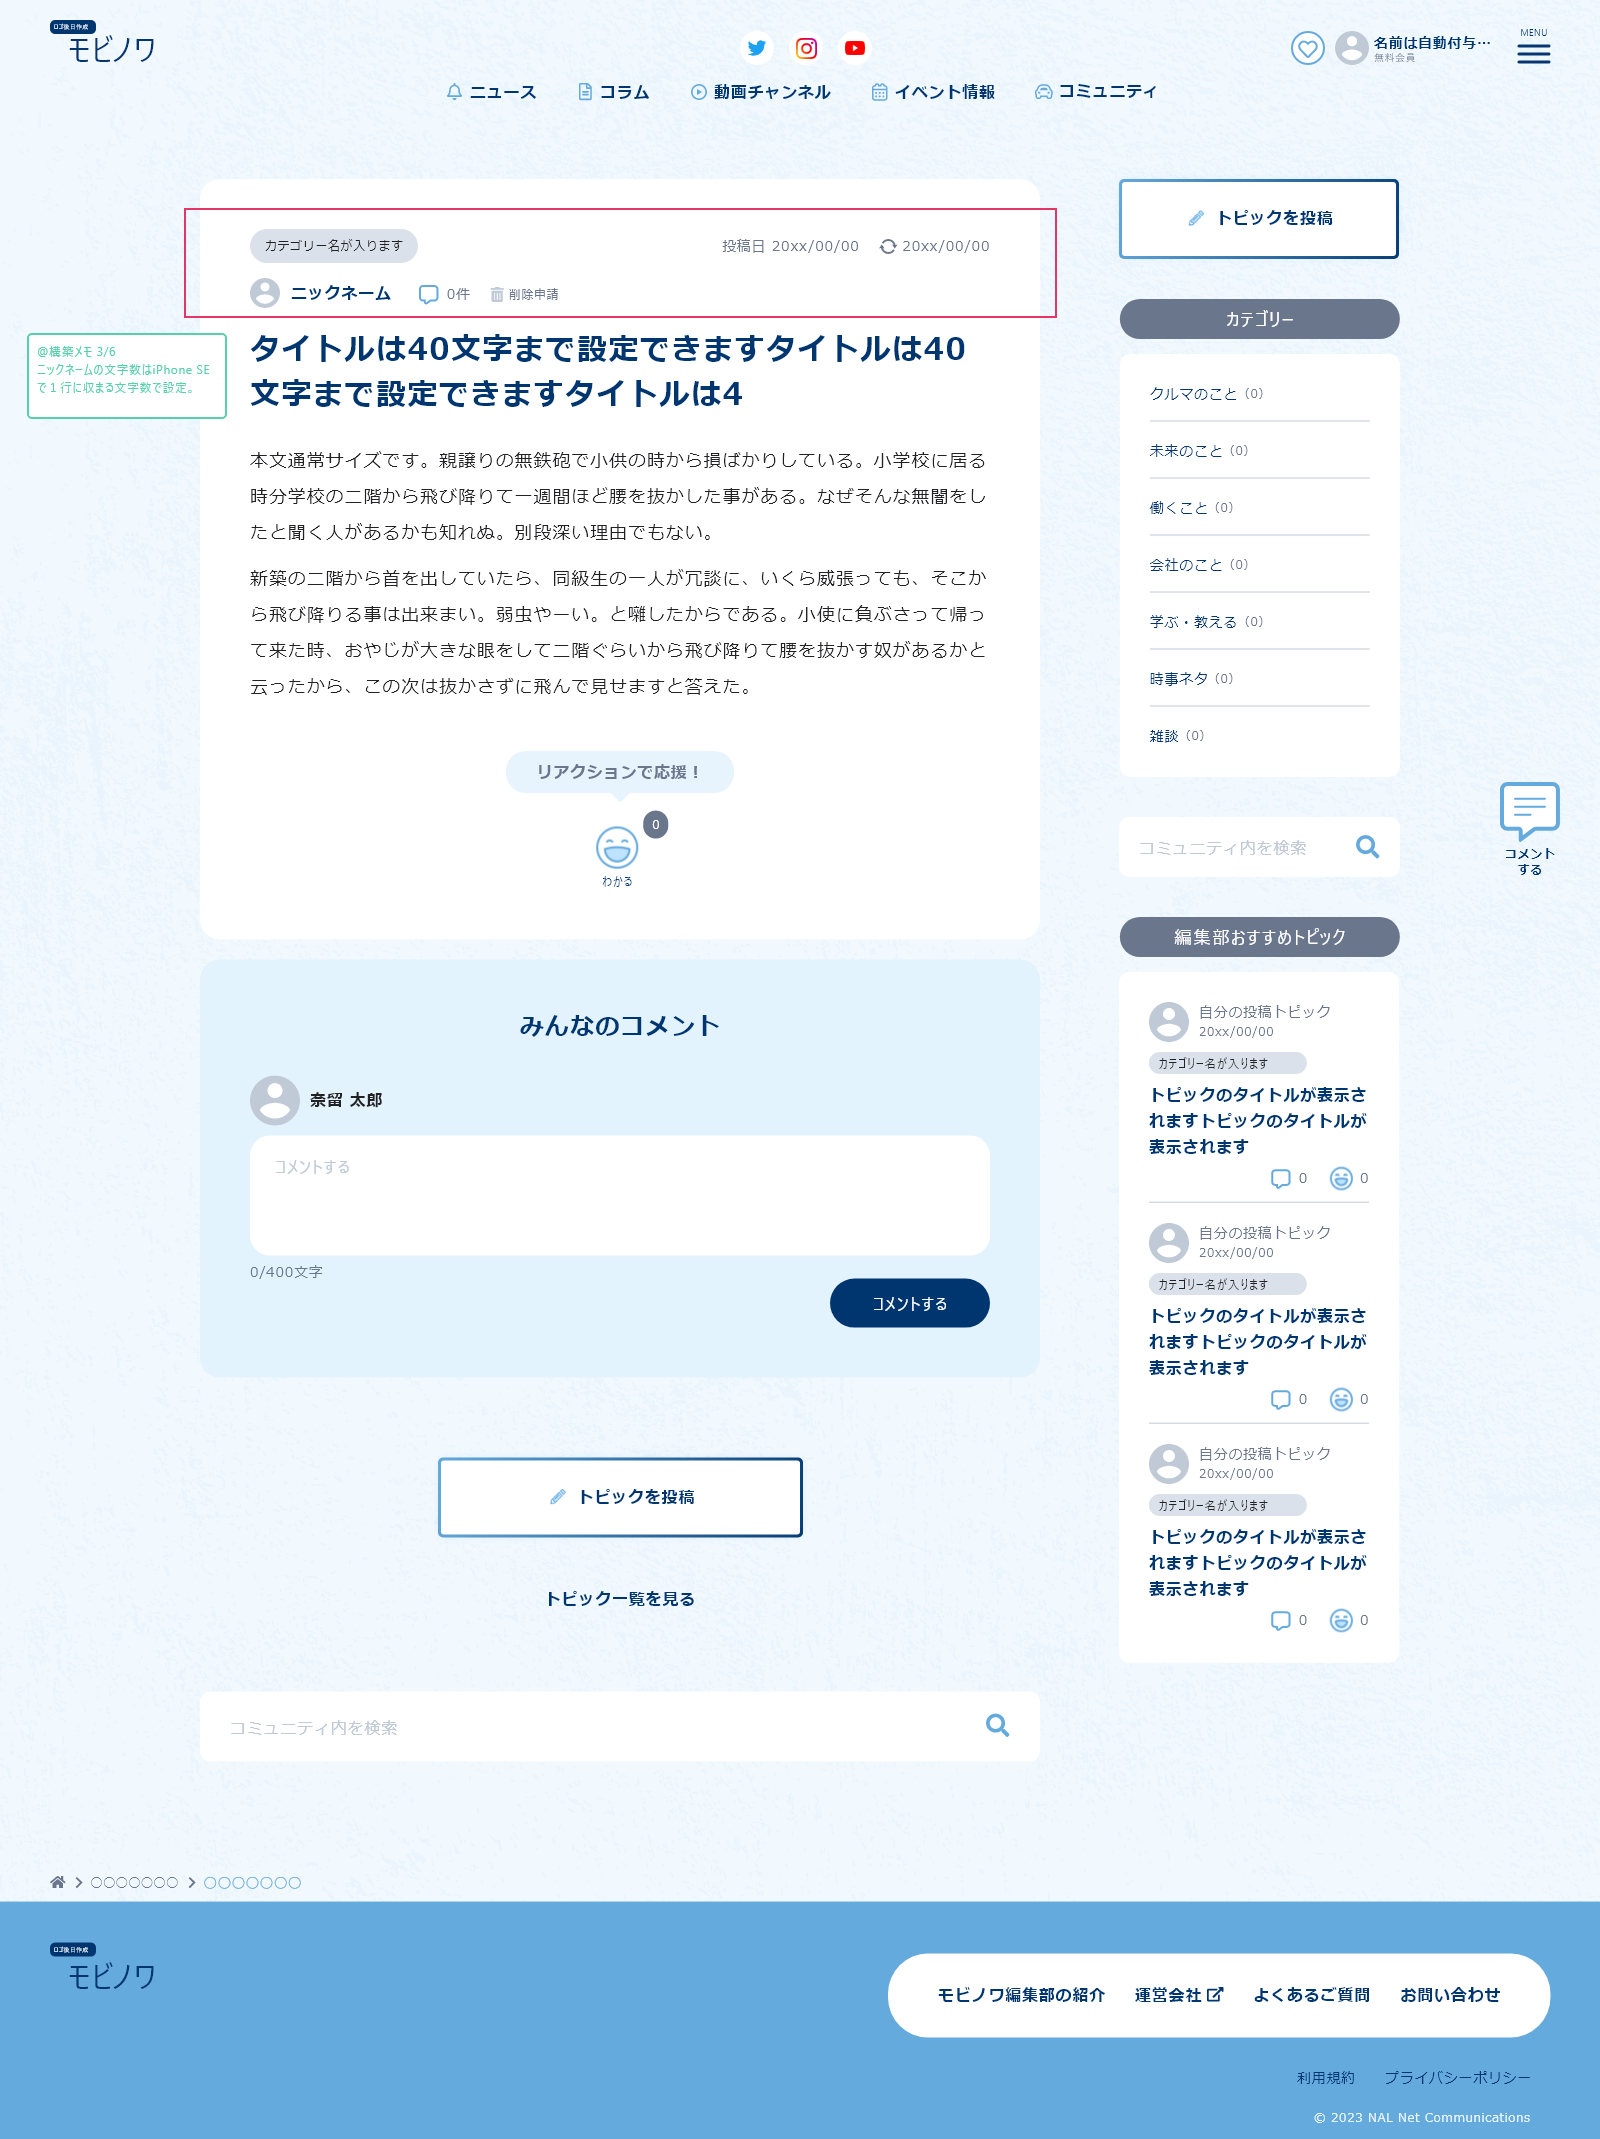 ロゴ後日作成
モビノワ
名前は自動付与…
無料会員
MENU
ニュース
コラム
動画チャンネル
イベント情報
コミュニティ
カテゴリー名が入ります
投稿日 20xx/00/00
20xx/00/00
ニックネーム
0件
削除申請
@構築メモ 3/6
ニックネームの文字数はiPhone SE
で１行に収まる文字数で設定。
タイトルは40文字まで設定できますタイトルは40
文字まで設定できますタイトルは4
本文通常サイズです。親譲りの無鉄砲で小供の時から損ばかりしている。小学校に居る
時分学校の二階から飛び降りて一週間ほど腰を抜かした事がある。なぜそんな無闇をし
たと聞く人があるかも知れぬ。別段深い理由でもない。
新築の二階から首を出していたら、同級生の一人が冗談に、いくら威張っても、そこか
ら飛び降りる事は出来まい。弱虫やーい。と囃したからである。小使に負ぶさって帰っ
て来た時、おやじが大きな眼をして二階ぐらいから飛び降りて腰を抜かす奴があるかと
云ったから、この次は抜かさずに飛んで見せますと答えた。
リアクションで応援！
0
わかる
みんなのコメント
奈留 太郎
コメントする
0/400文字
コメントする
トピックを投稿
トピック一覧を見る
コミュニティ内を検索
トピックを投稿
カテゴリー
クルマのこと（0）
未来のこと（0）
働くこと（0）
会社のこと（0）
学ぶ・教える（0）
時事ネタ（0）
雑談（0）
コミュニティ内を検索
コメント
する
編集部おすすめトピック
自分の投稿トピック
20xx/00/00
カテゴリー名が入ります
トピックのタイトルが表示さ
れますトピックのタイトルが
表示されます
0
0
自分の投稿トピック
20xx/00/00
カテゴリー名が入ります
トピックのタイトルが表示さ
れますトピックのタイトルが
表示されます
0
0
自分の投稿トピック
20xx/00/00
カテゴリー名が入ります
トピックのタイトルが表示さ
れますトピックのタイトルが
表示されます
0
0
〇〇〇〇〇〇〇
〇〇〇〇〇〇〇
ロゴ後日作成
モビノワ
モビノワ編集部の紹介
運営会社
よくあるご質問
お問い合わせ
利用規約
プライバシーポリシー
© 2023 NAL Net Communications